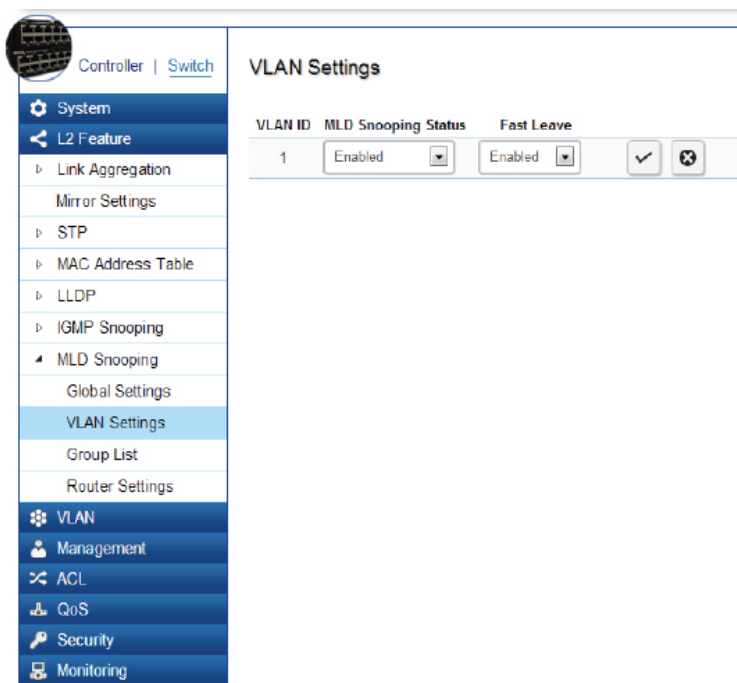 Controller | Switch
System
L2 Feature
Link Aggregation
Mirror Settings
STP
MAC Address Table
LLDP
IGMP Snooping
MLD Snooping
Global Settings
VLAN Settings
Group List
Router Settings
VLAN
Management
ACL
QoS
Security
Monitoring
VLAN Settings
VLAN ID MLD Snooping Status Fast Leave
1 Enabled Enabled